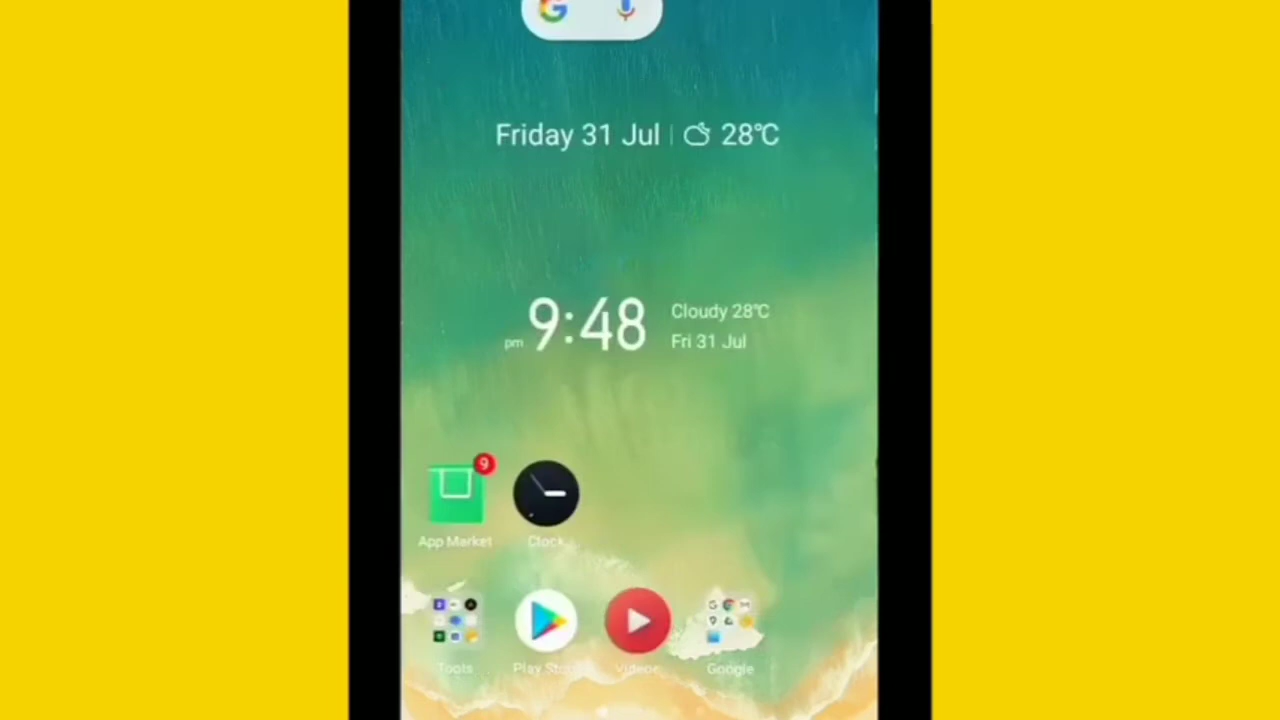 Friday 31 Jul | 28°C
pm 9:48
Cloudy 28°C
Fri 31 Jul
9
App Market
Clock
Tools
Play Store
Videos
Google